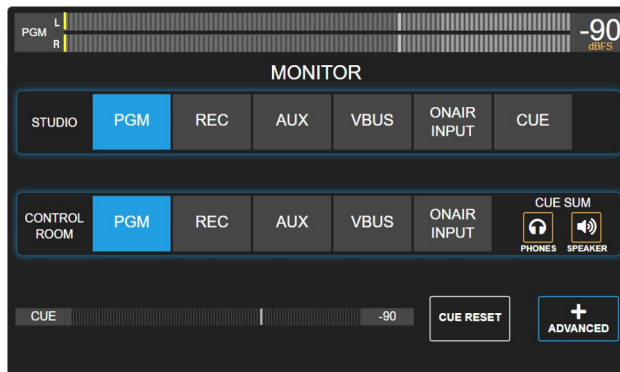 PGM
L
R
-90
dBFS
MONITOR
STUDIO
PGM
REC
AUX
VBUS
ONAIR
INPUT
CUE
CONTROL
ROOM
PGM
REC
AUX
VBUS
ONAIR
INPUT
CUE SUM
PHONES
SPEAKER
CUE
-90
CUE RESET
+
ADVANCED